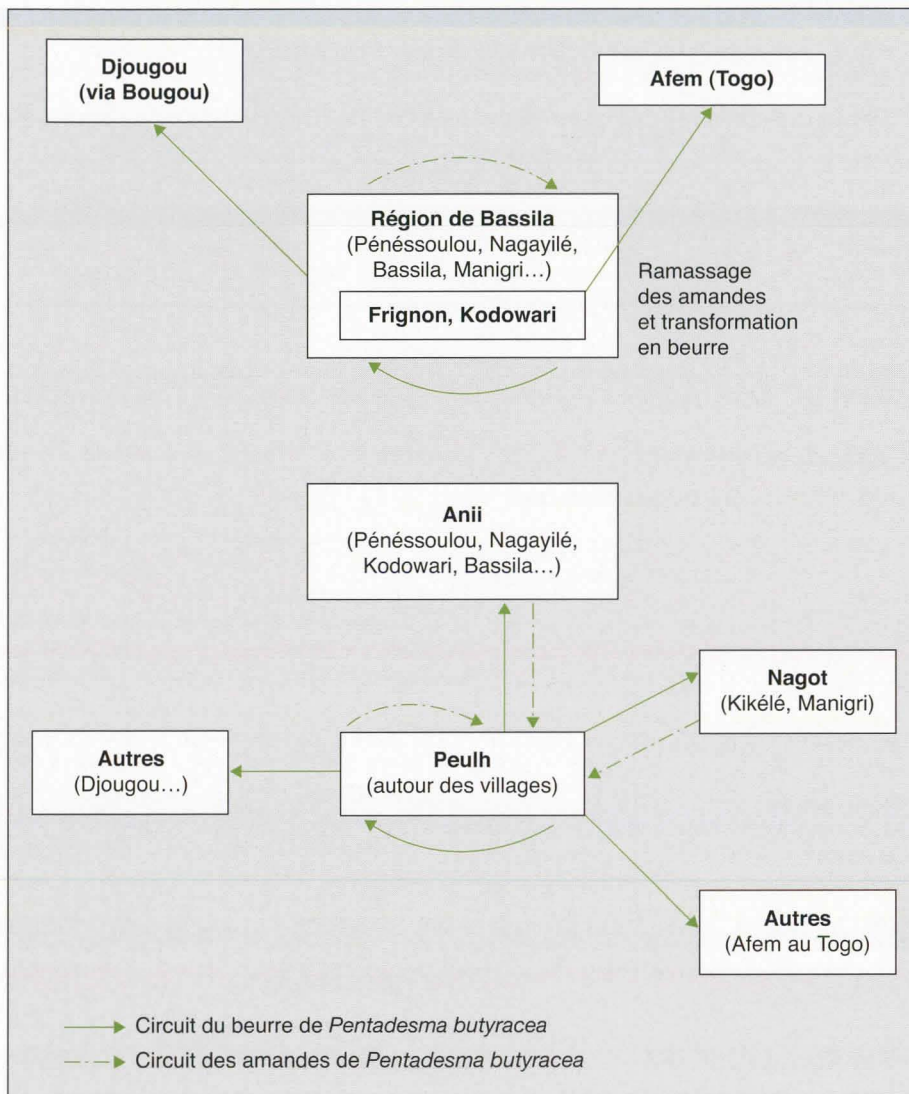 Djougou
(via Bougou)
Afem (Togo)
Région de Bassila
(Pénéssoulou, Nagayilé,
Bassila, Manigri…)
Frignon, Kodowari
Ramassage
des amandes
et transformation
en beurre
Anii
(Pénéssoulou, Nagayilé,
Kodowari, Bassila…)
Nagot
(Kikélé, Manigri)
Autres
(Djougou…)
Peulh
(autour des villages)
Autres
(Afem au Togo)
Circuit du beurre de Pentadesma butyracea
Circuit des amandes de Pentadesma butyracea